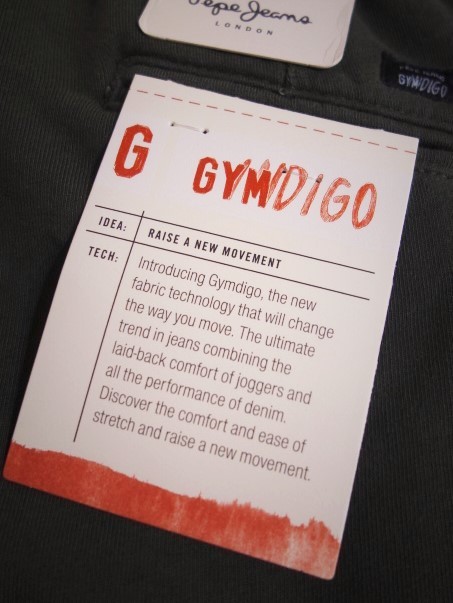 Pepe Jeans
LONDON
GYMDIGO
G GYMDIGO
IDEA: RAISE A NEW MOVEMENT
TECH: Introducing Gymdigo, the new
fabric technology that will change
the way you move. The ultimate
trend in jeans combining the
laid-back comfort of joggers and
all the performance of denim.
Discover the comfort and ease of
stretch and raise a new movement.